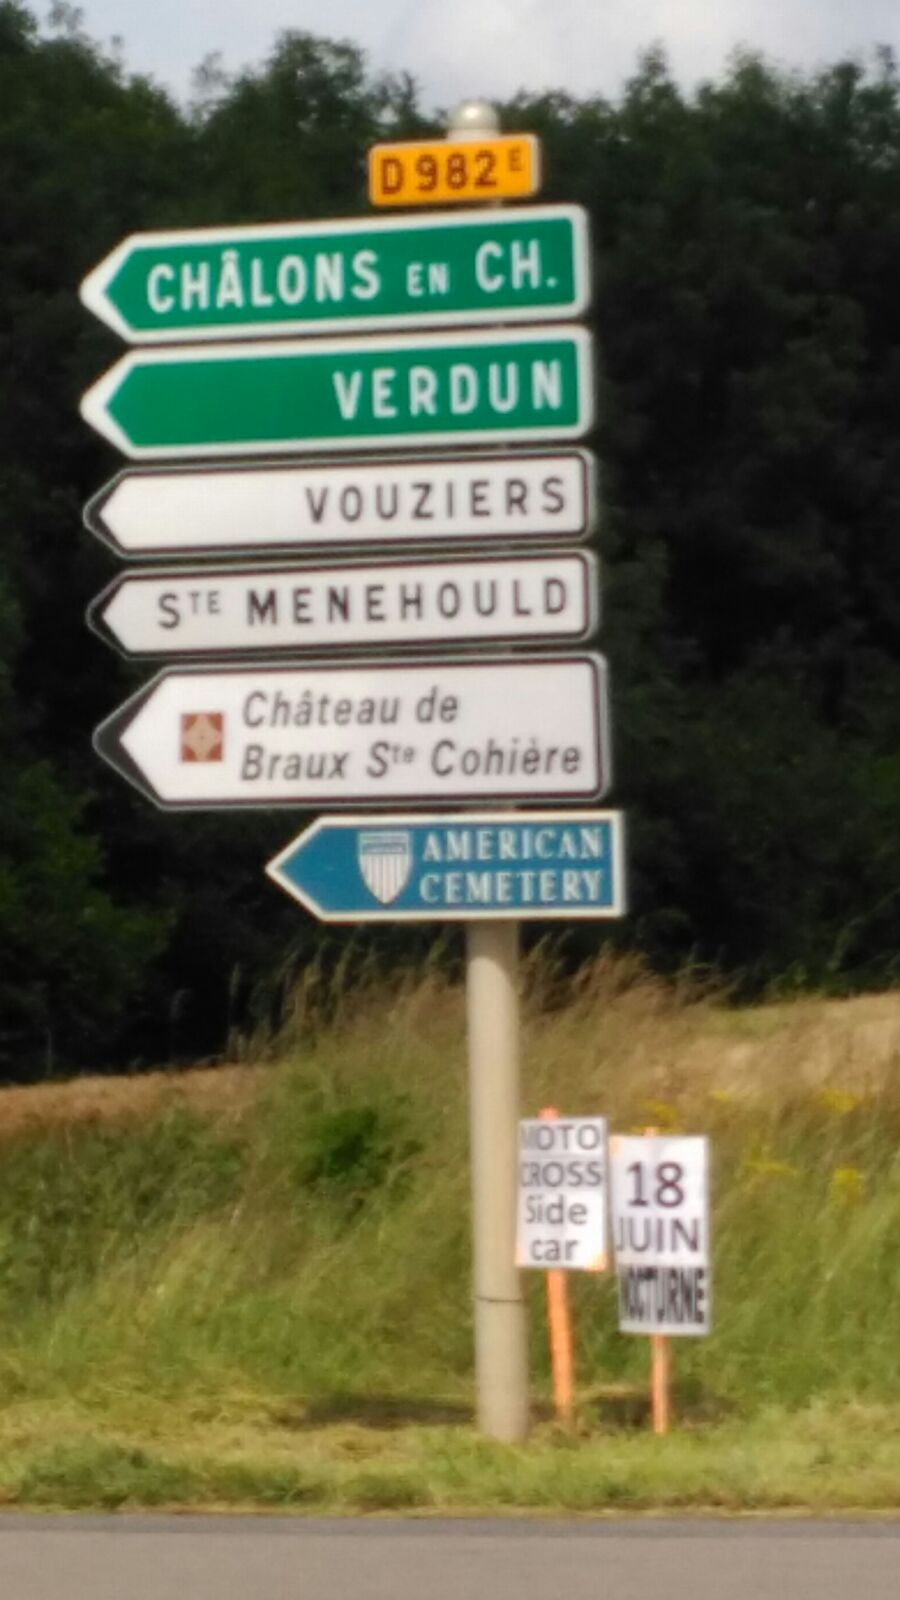 D 982 E
CHÂLONS EN CH.
VERDUN
VOUZIERS
STE MENEHOULD
Château de
Braux Ste Cohière
AMERICAN
CEMETERY
MOTO
CROSS
Side
car
18
JUIN
NOCTURNE